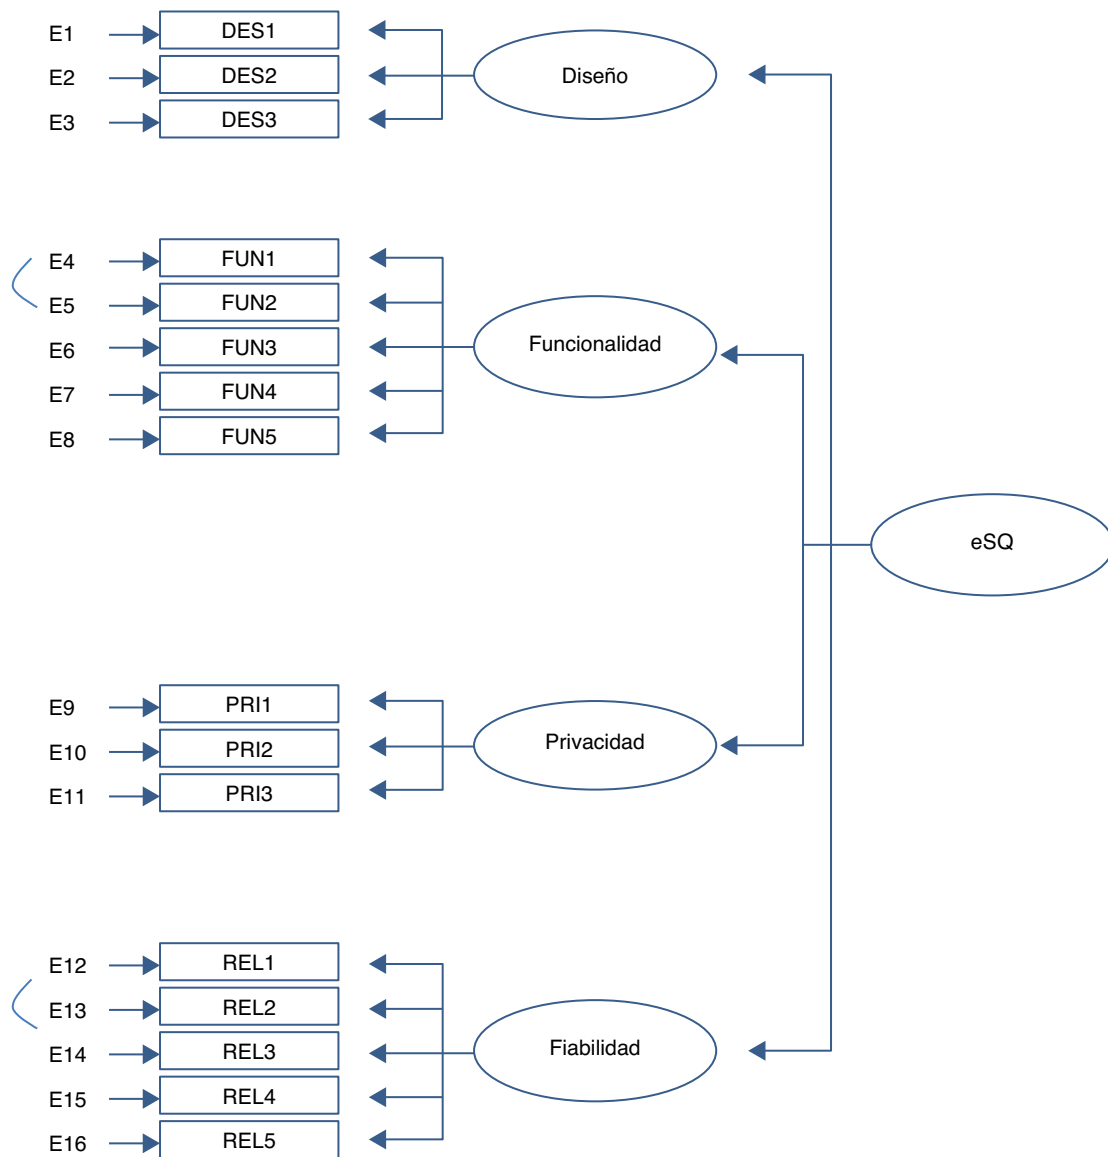 E1 DES1
E2 DES2 Diseño
E3 DES3
E4 FUN1
E5 FUN2
E6 FUN3 Funcionalidad
E7 FUN4
E8 FUN5
eSQ
E9 PRI1
E10 PRI2 Privacidad
E11 PRI3
E12 REL1
E13 REL2
E14 REL3 Fiabilidad
E15 REL4
E16 REL5